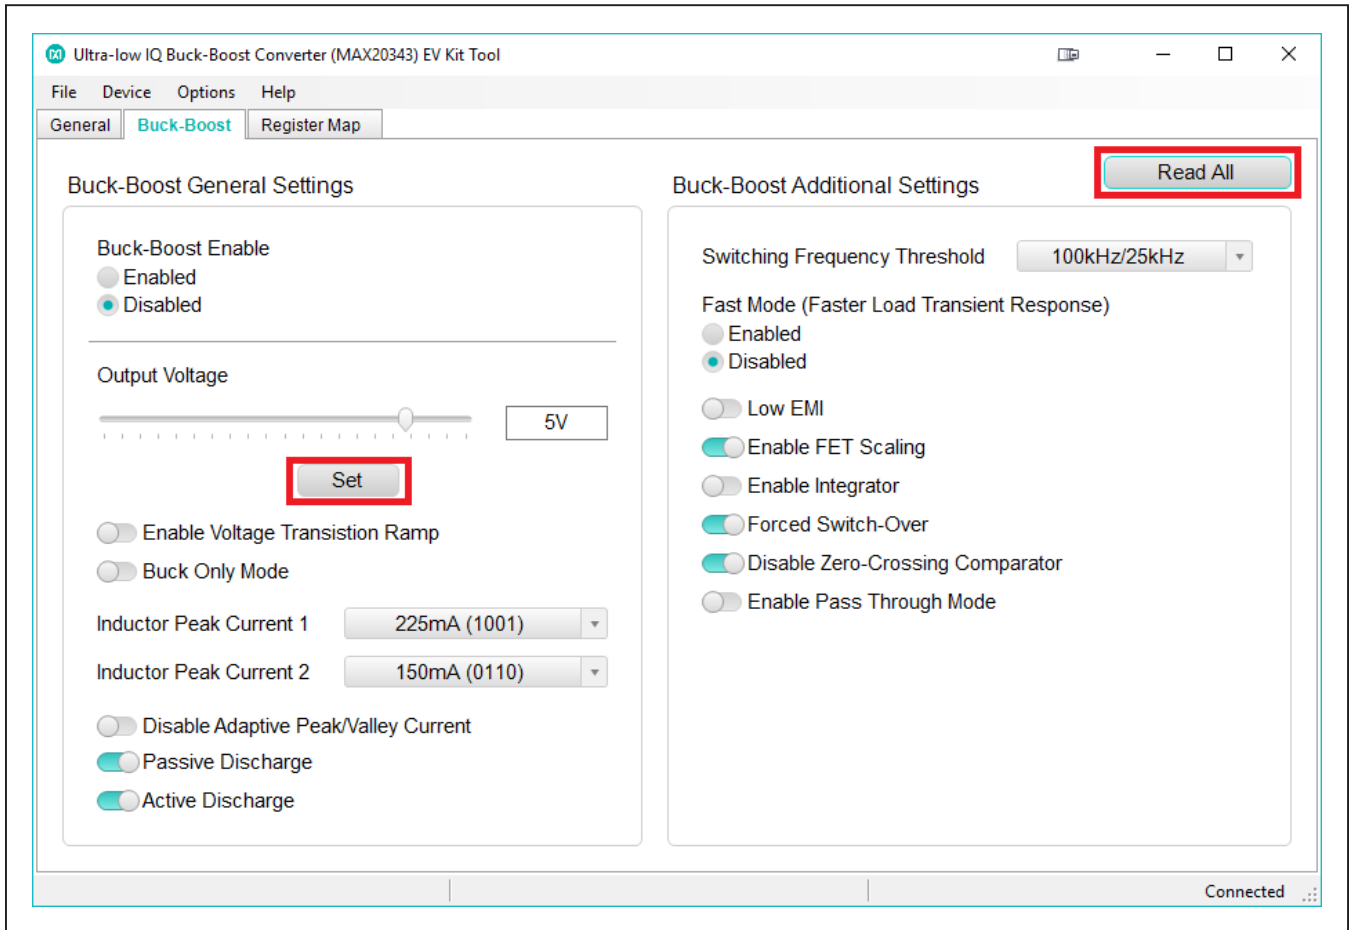 Ultra-low IQ Buck-Boost Converter (MAX20343) EV Kit Tool
File Device Options Help
General Buck-Boost Register Map
Read All
Buck-Boost General Settings
Buck-Boost Enable
Enabled
Disabled
Output Voltage
5V
Set
Enable Voltage Transistion Ramp
Buck Only Mode
Inductor Peak Current 1 225mA (1001)
Inductor Peak Current 2 150mA (0110)
Disable Adaptive Peak/Valley Current
Passive Discharge
Active Discharge
Buck-Boost Additional Settings
Switching Frequency Threshold 100kHz/25kHz
Fast Mode (Faster Load Transient Response)
Enabled
Disabled
Low EMI
Enable FET Scaling
Enable Integrator
Forced Switch-Over
Disable Zero-Crossing Comparator
Enable Pass Through Mode
Connected